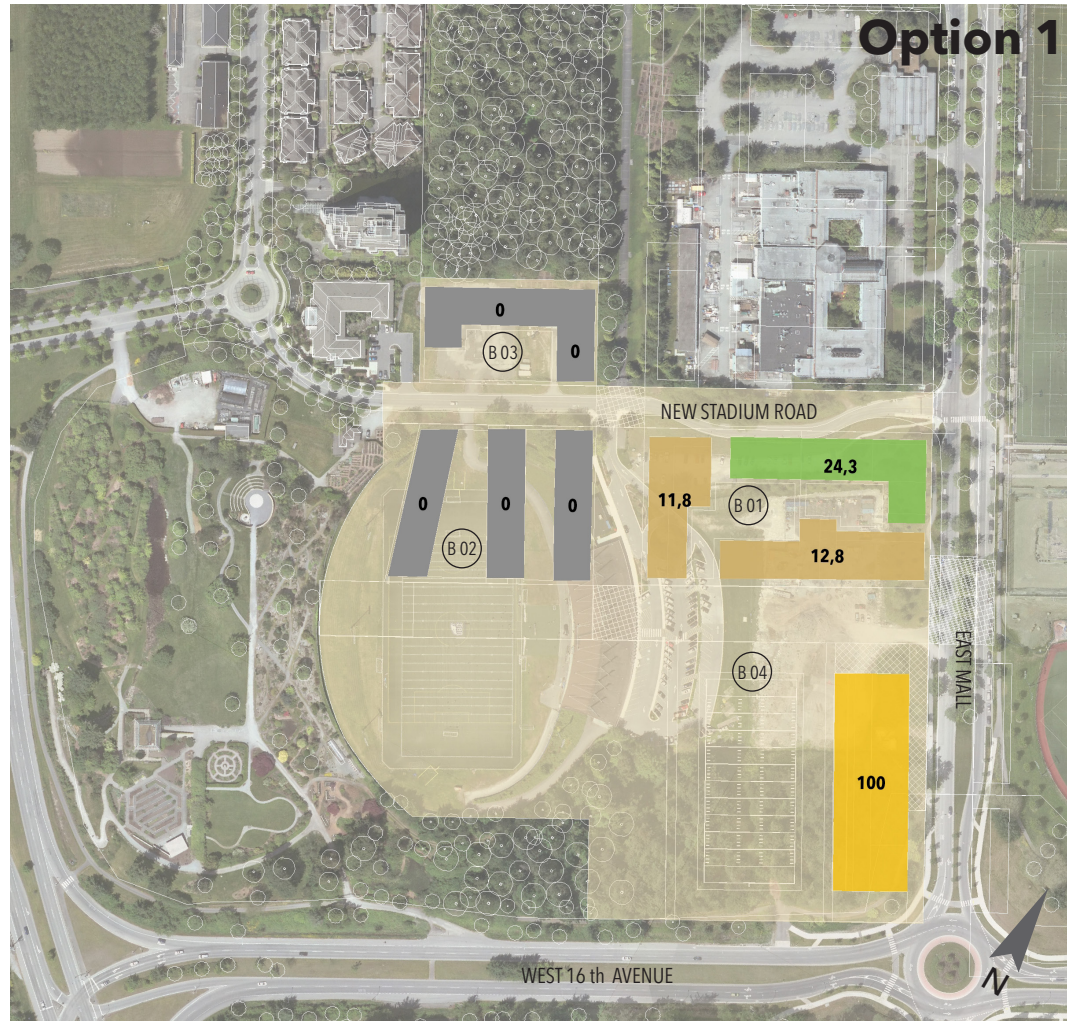 Option 1
0
B 03
0
NEW STADIUM ROAD
24,3
0
0
0
11,8
B 01
B 02
12,8
EAST MALL
B 04
100
WEST 16 th AVENUE
N